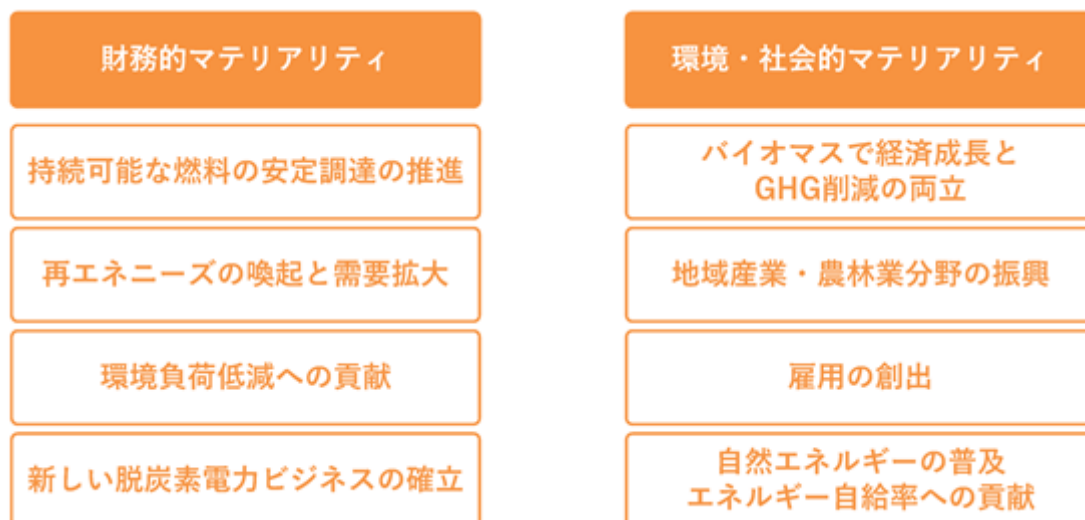 財務的マテリアリティ
持続可能な燃料の安定調達の推進
再エネニーズの喚起と需要拡大
環境負荷低減への貢献
新しい脱炭素電力ビジネスの確立
環境・社会的マテリアリティ
バイオマスで経済成長と
GHG削減の両立
地域産業・農林業分野の振興
雇用の創出
自然エネルギーの普及
エネルギー自給率への貢献